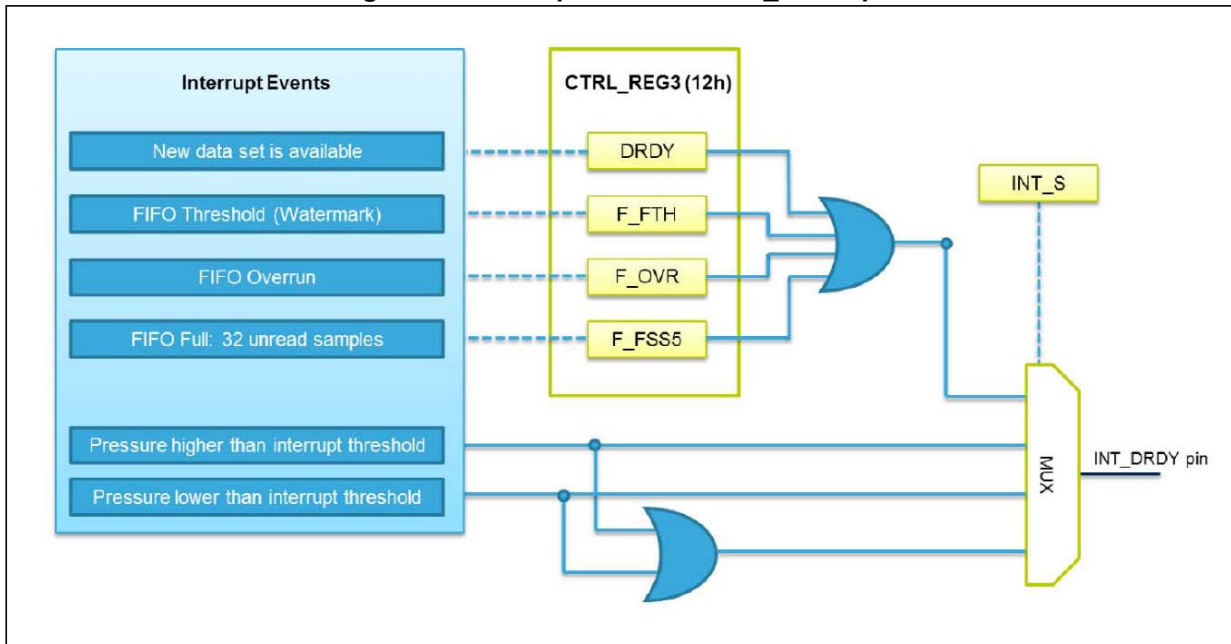 Interrupt Events
CTRL_REG3 (12h)
New data set is available
DRDY
INT_S
FIFO Threshold (Watermark)
F_FTH
FIFO Overrun
F_OVR
FIFO Full: 32 unread samples
F_FSS5
Pressure higher than interrupt threshold
MUX
INT_DRDY pin
Pressure lower than interrupt threshold